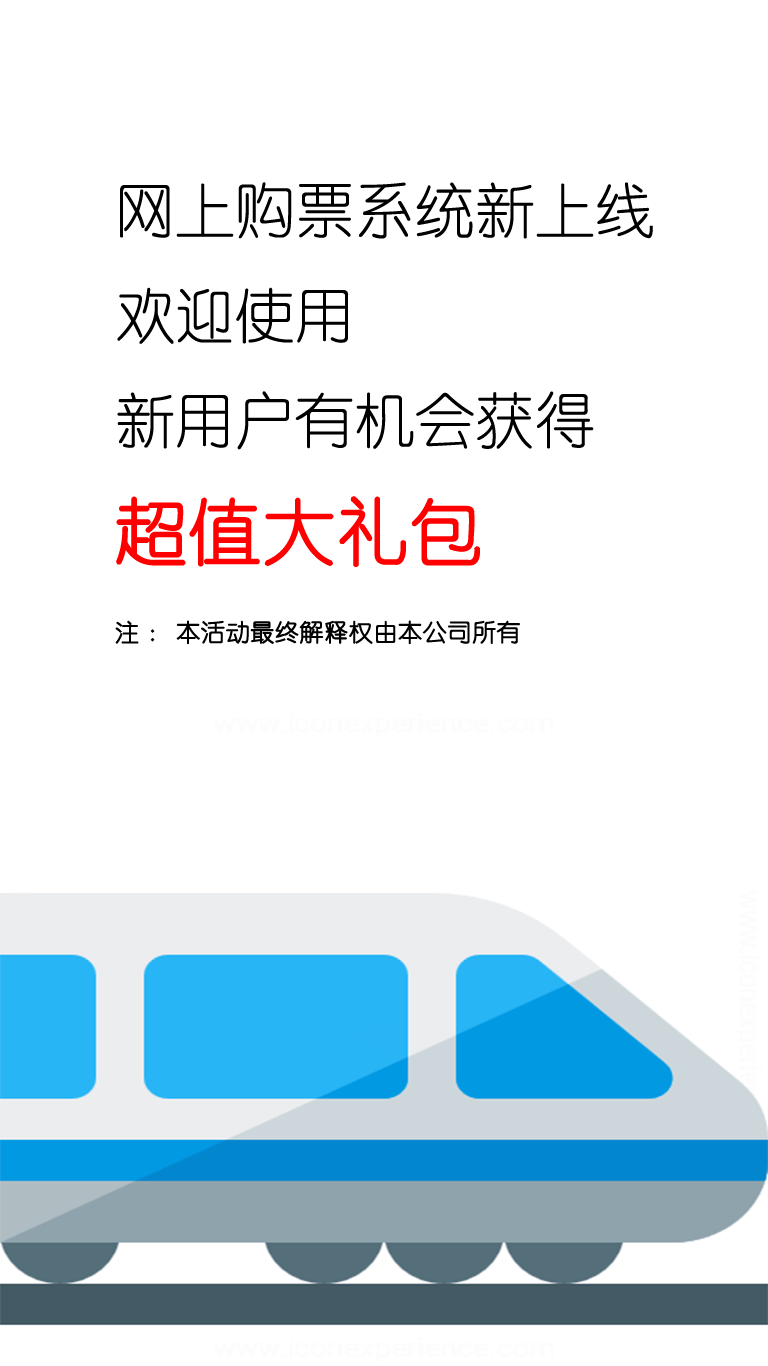 网上购票系统新上线
欢迎使用
新用户有机会获得
超值大礼包
注： 本活动最终解释权由本公司所有
www.iconexperience.com
www.iconexperie
www.iconexperience.com